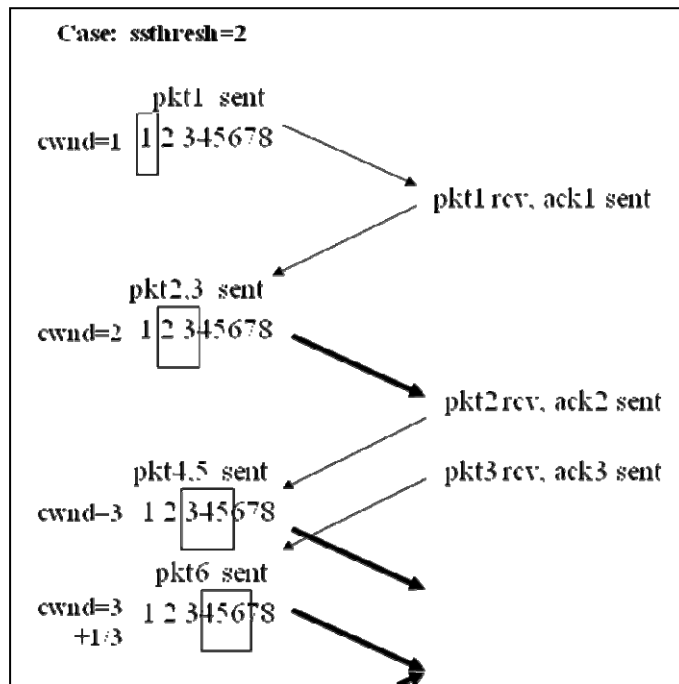 Case: ssthresh=2
pkt1 sent
cwnd=1 1 2 345678
pkt1 rcv, ack1 sent
pkt2,3 sent
cwnd=2 1 2 345678
pkt2 rcv, ack2 sent
pkt4,5 sent
pkt3 rcv, ack3 sent
cwnd=3 1 2 345678
pkt6 sent
cwnd=3 1 2 345678
+1/3